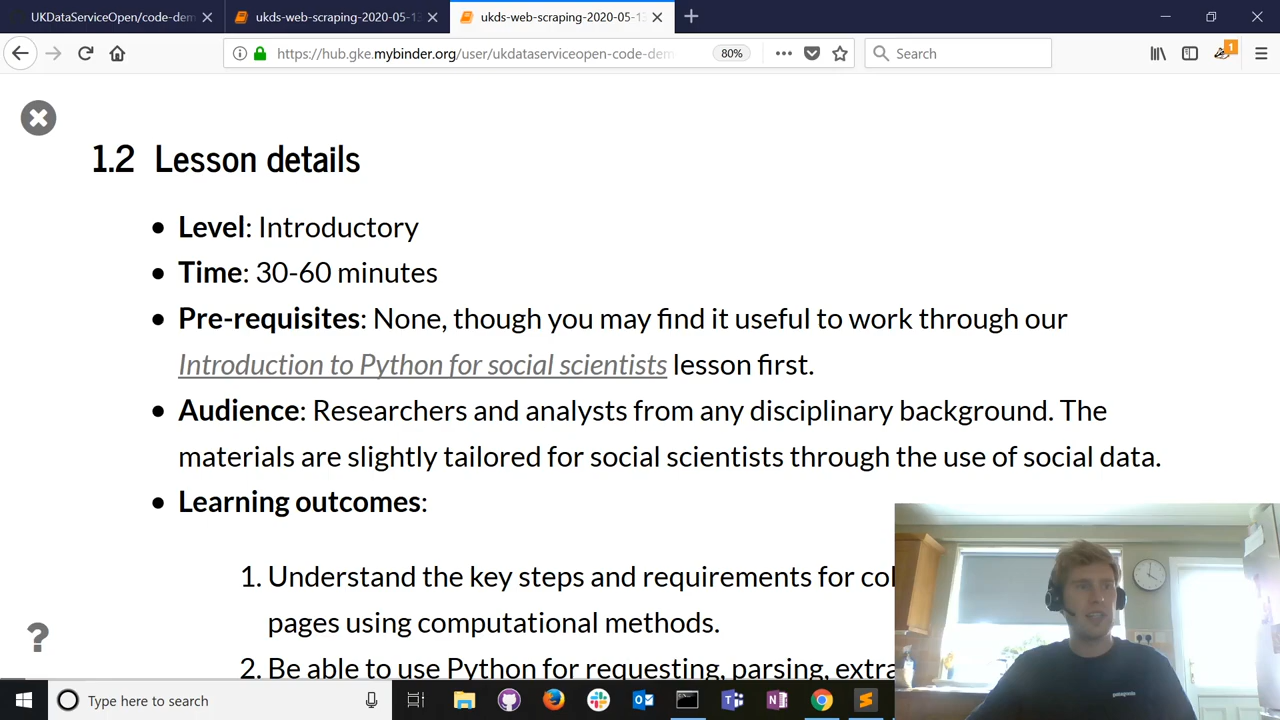 UKDataServiceOpen/code-dem
ukds-web-scraping-2020-05-13
ukds-web-scraping-2020-05-13
https://hub.gke.mybinder.org/user/ukdataserviceopen-code-dem
80%
Search
1
1.2 Lesson details
• Level: Introductory
• Time: 30-60 minutes
• Pre-requisites: None, though you may find it useful to work through our
Introduction to Python for social scientists lesson first.
• Audience: Researchers and analysts from any disciplinary background. The
materials are slightly tailored for social scientists through the use of social data.
• Learning outcomes:
1. Understand the key steps and requirements for col
pages using computational methods.
2. Be able to use Python for requesting, parsing, extra
?
Type here to search